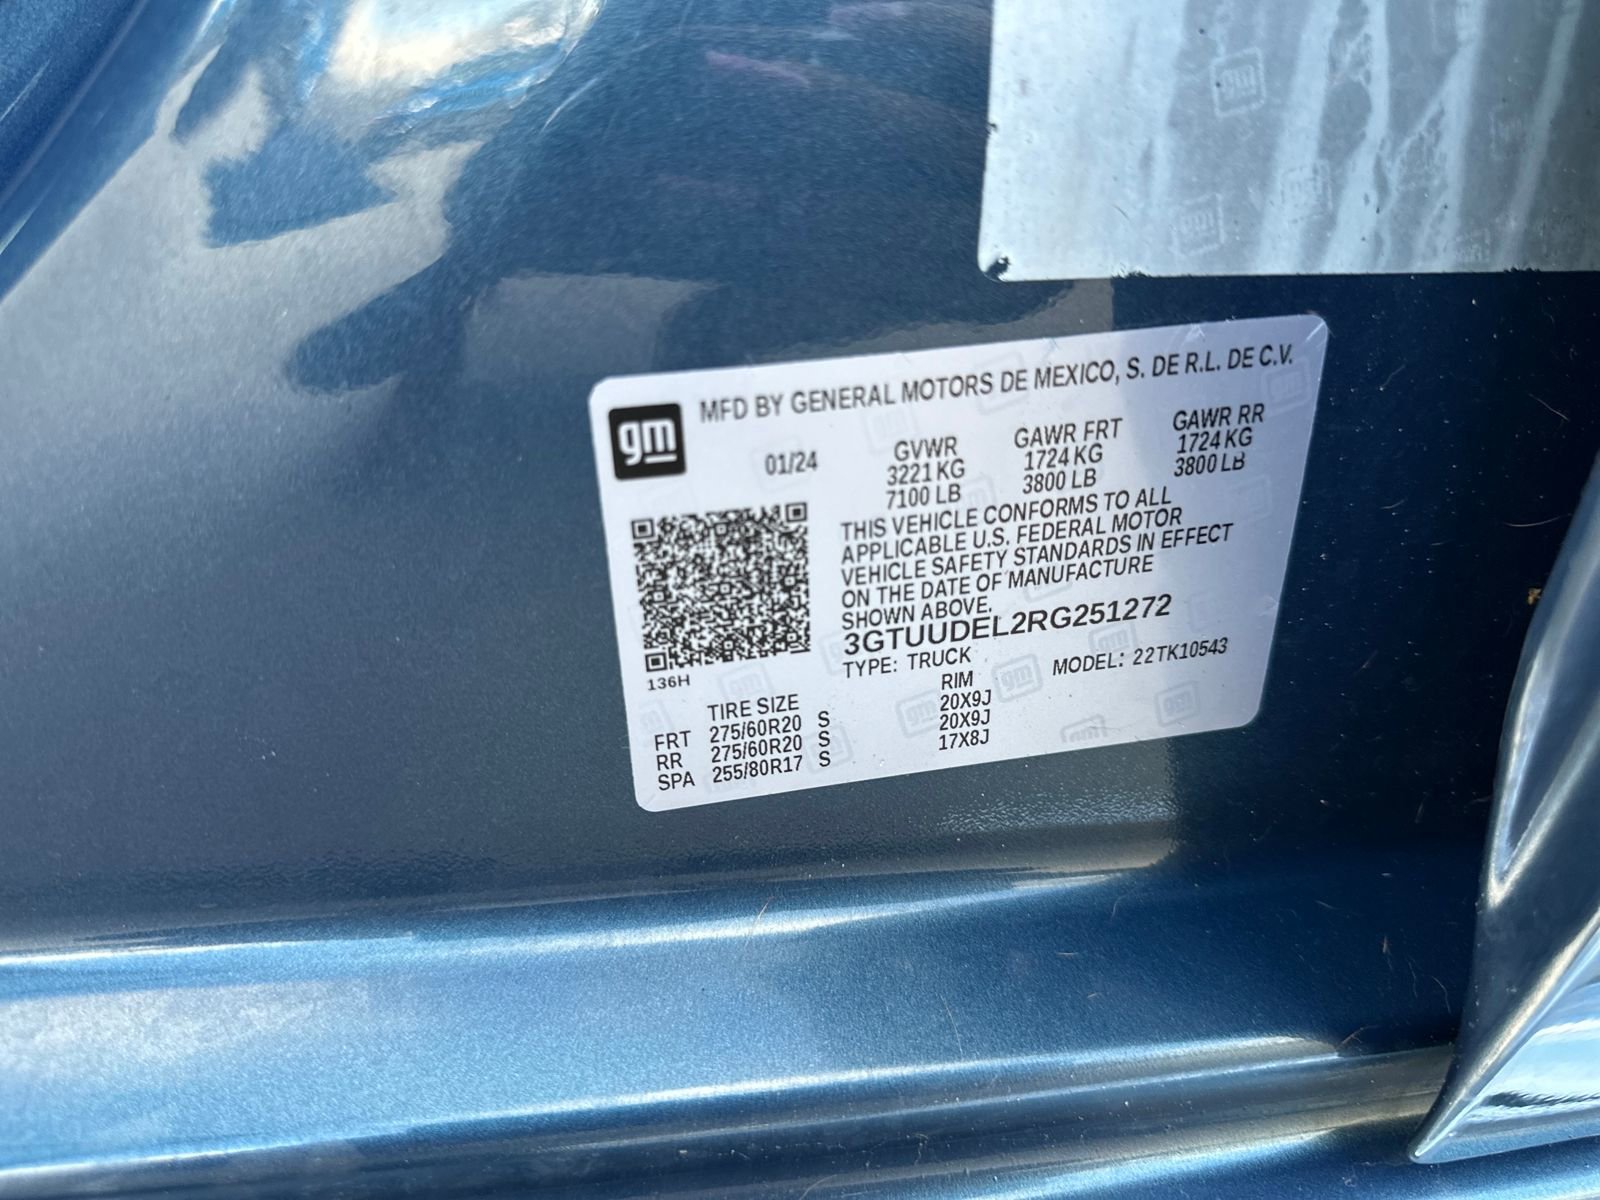 gm
MFD BY GENERAL MOTORS DE MEXICO, S. DE R.L. DE C.V.
01/24
GVWR GAWR FRT GAWR RR
3221 KG 1724 KG 1724 KG
7100 LB 3800 LB 3800 LB
THIS VEHICLE CONFORMS TO ALL
APPLICABLE U.S. FEDERAL MOTOR
VEHICLE SAFETY STANDARDS IN EFFECT
ON THE DATE OF MANUFACTURE
SHOWN ABOVE.
3GTUUDEL2RG251272
TYPE: TRUCK MODEL: 22TK10543
136H
TIRE SIZE RIM
FRT 275/60R20 S 20X9J
RR 275/60R20 S 20X9J
SPA 255/80R17 S 17X8J